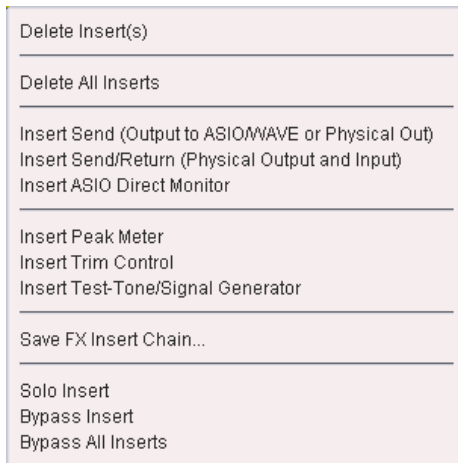 Delete Insert(s)
Delete All Inserts
Insert Send (Output to ASIO/WAVE or Physical Out)
Insert Send/Return (Physical Output and Input)
Insert ASIO Direct Monitor
Insert Peak Meter
Insert Trim Control
Insert Test-Tone/Signal Generator
Save FX Insert Chain...
Solo Insert
Bypass Insert
Bypass All Inserts